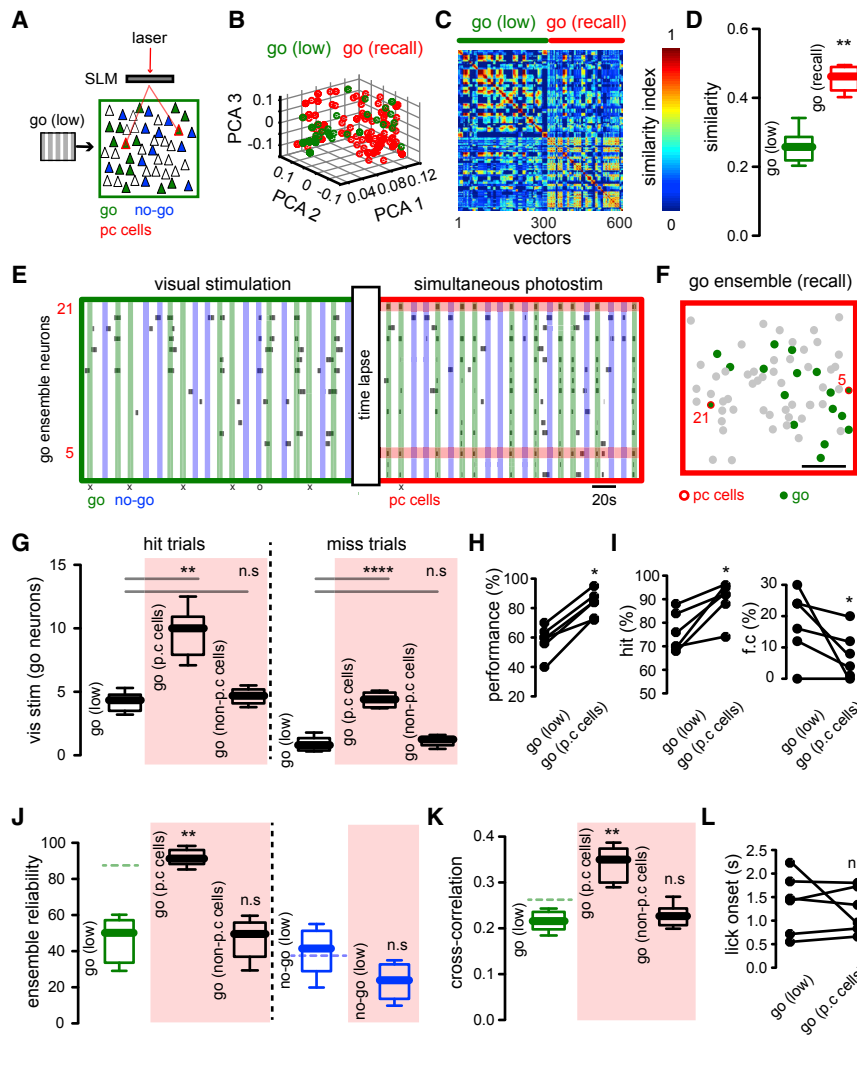 A
laser
SLM
go (low)
go no-go
pc cells
B
go (low) go (recall)
PCA 3
0.1
0
-0.1
0.1
0
-0.1
PCA 2
0.04
0.08
0.12
PCA 1
C
go (low) go (recall)
1 300 600
vectors
similarity index
1
0
D
similarity
0.6
0.4
0.2
0.0
go (low)
go (recall)
**
E
visual stimulation
simultaneous photostim
go ensemble neurons
21
5
time lapse
x x x x o x x
go no-go
pc cells
20s
F
go ensemble (recall)
5
21
pc cells
go
G
hit trials
miss trials
vis stim (go neurons)
15
10
5
0
** n.s **** n.s
go (low)
go (p.c cells)
go (non-p.c cells)
go (low)
go (p.c cells)
go (non-p.c cells)
H
performance (%)
100
80
60
40
20
*
go (low)
go (p.c cells)
I
hit (%)
100
90
80
70
60
50
*
go (low)
go (p.c cells)
f.c (%)
30
20
10
0
*
go (low)
go (p.c cells)
J
ensemble reliability
100
80
60
40
20
0
go (low)
go (p.c cells)
**
go (non-p.c cells)
n.s
no-go (low)
no-go (low)
n.s
K
cross-correlation
0.4
0.3
0.2
0.1
0.0
go (low)
go (p.c cells)
**
go (non-p.c cells)
n.s
L
lick onset (s)
2.5
2.0
1.5
1.0
0.5
0.0
n
go (low)
go (p.c cells)